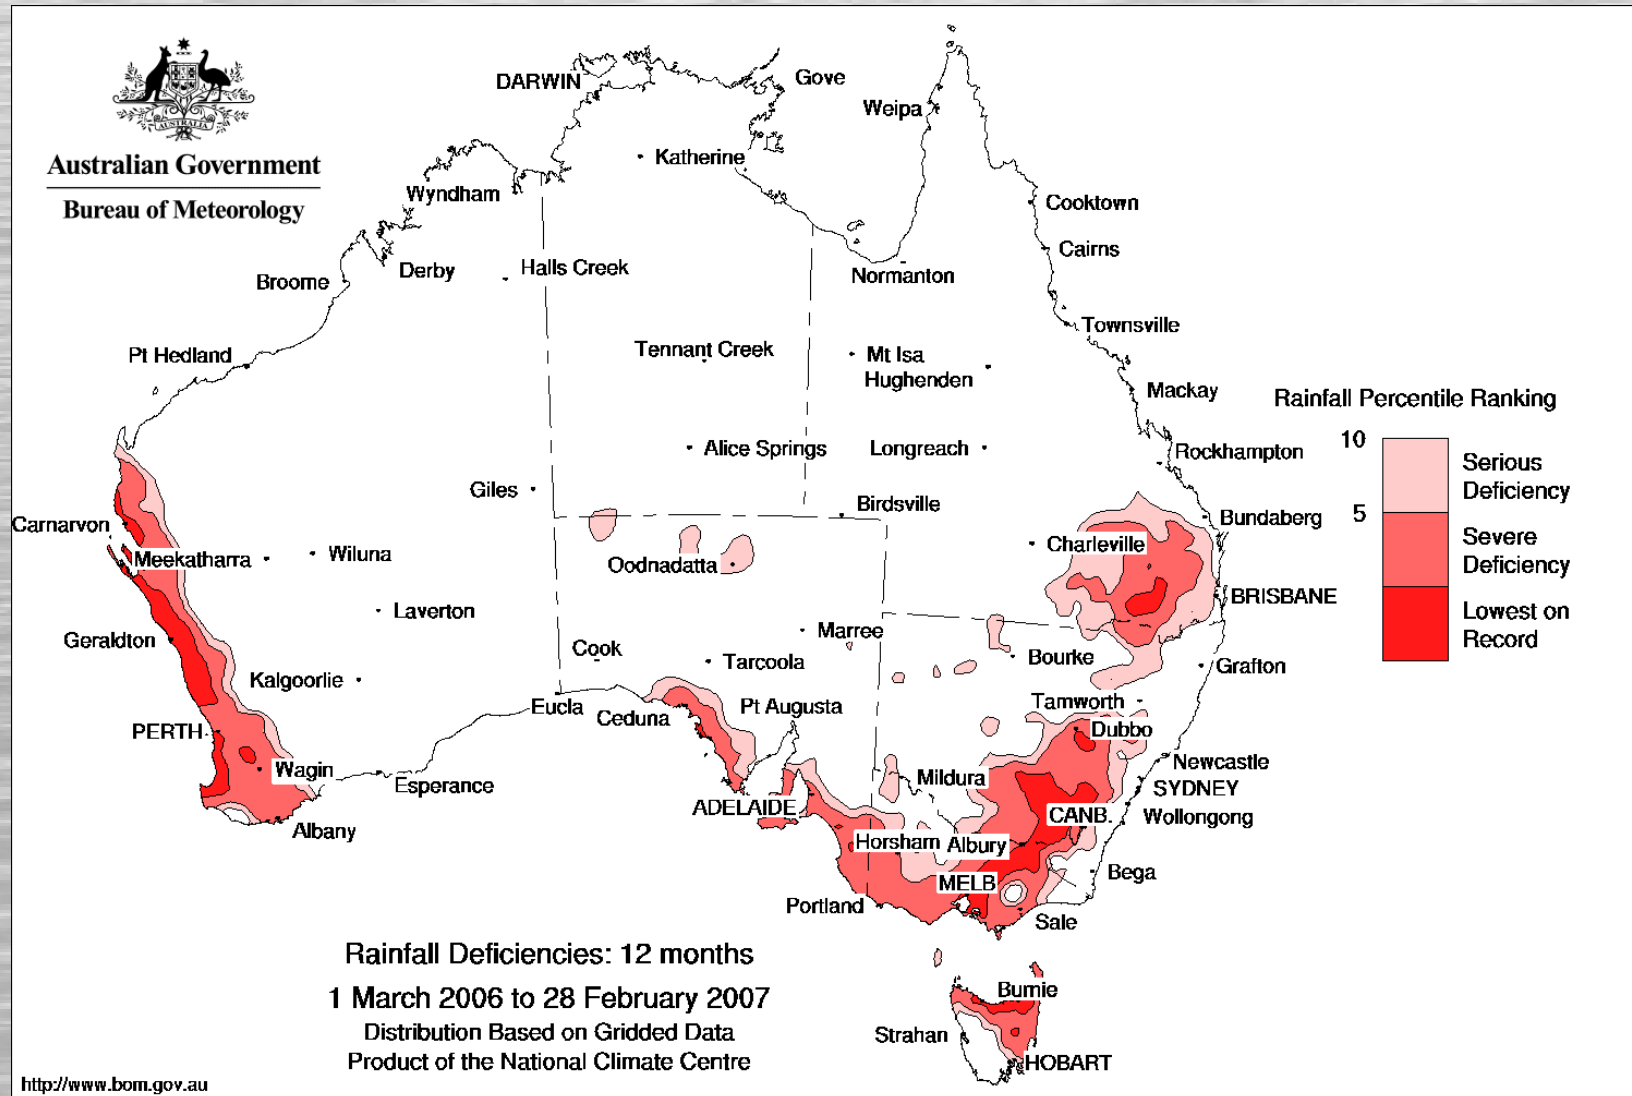 AUSTRALIA
Australian Government
Bureau of Meteorology
DARWIN
Gove
Weipa
Katherine
Wyndham
Cooktown
Cairns
Derby
Halls Creek
Broome
Normanton
Townsville
Pt Hedland
Tennant Creek
Mt Isa
Hughenden
Mackay
Rainfall Percentile Ranking
10
Serious
Deficiency
5
Severe
Deficiency
Lowest on
Record
Alice Springs
Longreach
Rockhampton
Giles
Birdsville
Bundaberg
Carnarvon
Meekatharra
Wiluna
Oodnadatta
Charleville
BRISBANE
Laverton
Geraldton
Marree
Cook
Tarcoola
Bourke
Grafton
Kalgoorlie
Eucla
Ceduna
Pt Augusta
Tamworth
PERTH
Dubbo
Wagin
Esperance
Mildura
Newcastle
SYDNEY
ADELAIDE
CANB.
Wollongong
Albany
Horsham
Albury
MELB
Bega
Portland
Sale
Rainfall Deficiencies: 12 months
1 March 2006 to 28 February 2007
Distribution Based on Gridded Data
Product of the National Climate Centre
Burnie
Strahan
HOBART
http://www.bom.gov.au